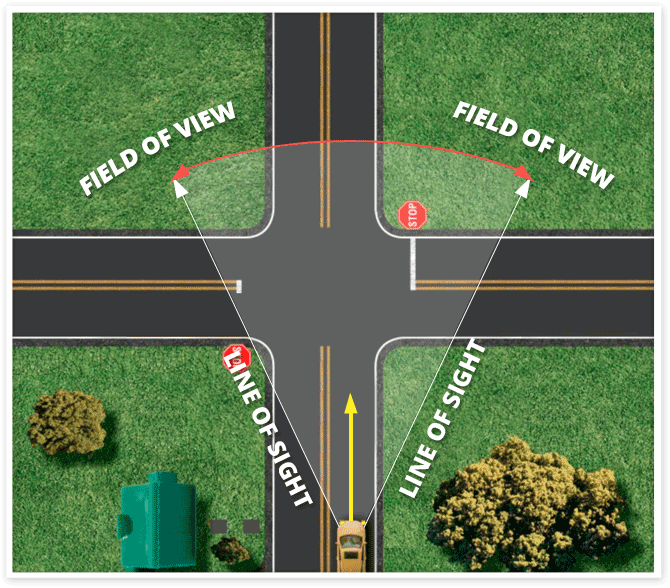 FIELD OF VIEW
FIELD OF VIEW
STOP
LINE OF SIGHT
LINE OF SIGHT